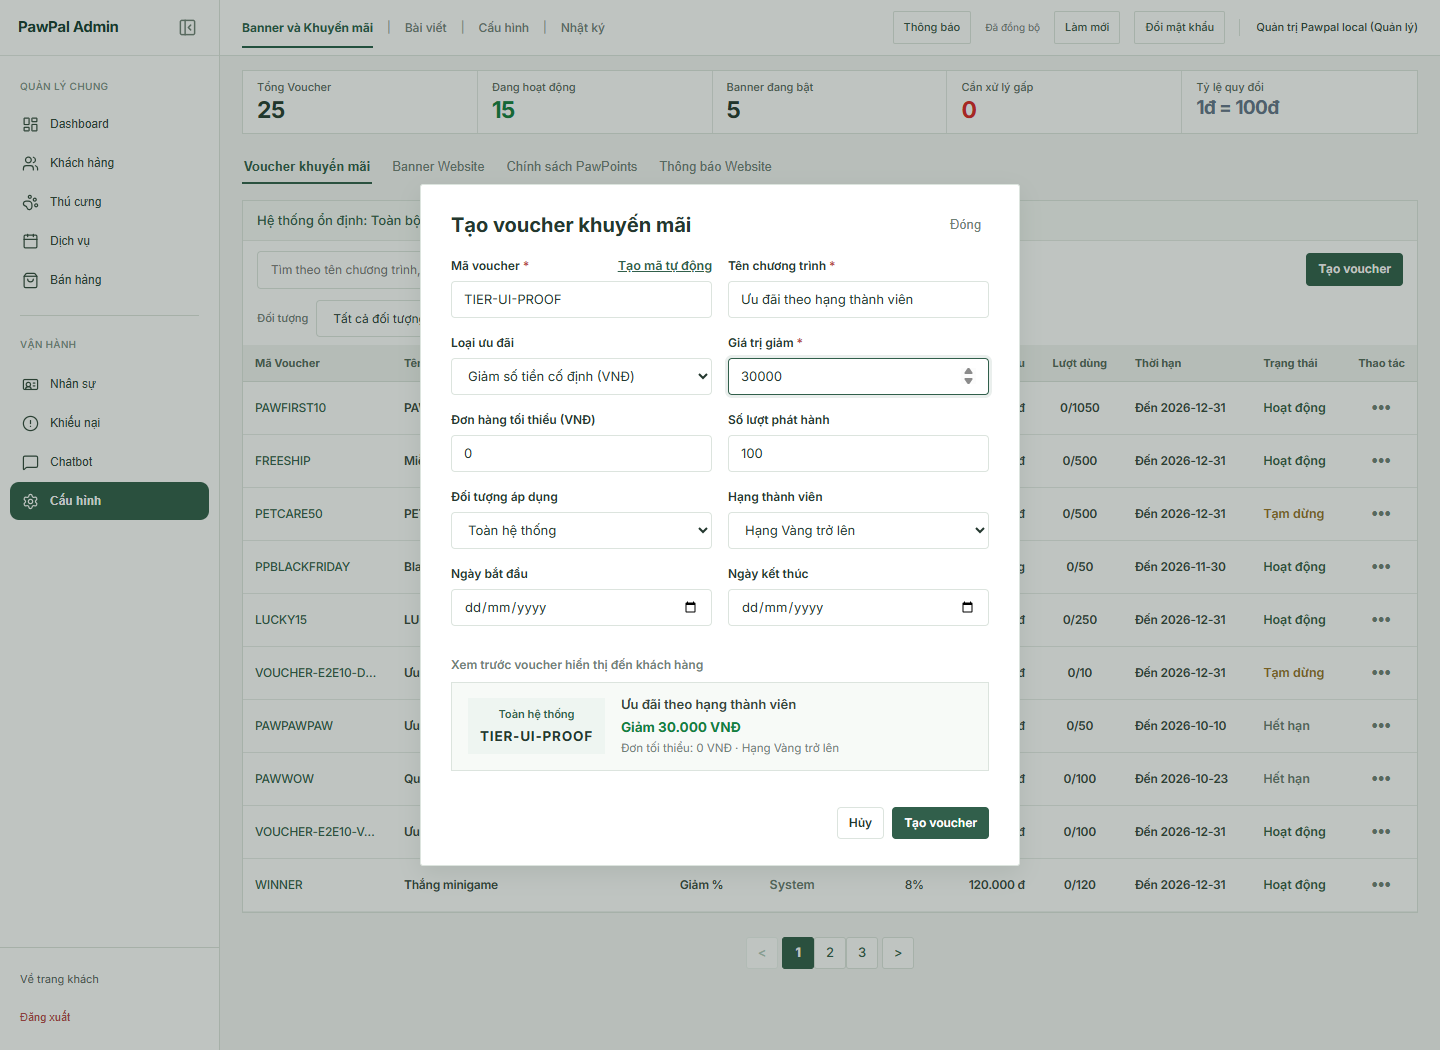 PawPal Admin
Banner và Khuyến mãi | Bài viết | Cấu hình | Nhật ký
Thông báo
Đã đồng bộ
Làm mới
Đổi mật khẩu
Quản trị Pawpal local (Quản lý)
QUẢN LÝ CHUNG
Dashboard
Khách hàng
Thú cưng
Dịch vụ
Bán hàng
VẬN HÀNH
Nhân sự
Khiếu nại
Chatbot
Cấu hình
Về trang khách
Đăng xuất
Tổng Voucher
25
Đang hoạt động
15
Banner đang bật
5
Cần xử lý gấp
0
Tỷ lệ quy đổi
1đ = 100đ
Voucher khuyến mãi
Banner Website
Chính sách PawPoints
Thông báo Website
Hệ thống ổn định: Toàn bộ
Tìm theo tên chương trình,
Tạo voucher
Đối tượng
Tất cả đối tượng
Mã Voucher
Lượt dùng Thời hạn Trạng thái Thao tác
PAWFIRST10 đ 0/1050 Đến 2026-12-31 Hoạt động •••
FREESHIP đ 0/500 Đến 2026-12-31 Hoạt động •••
PETCARE50 đ 0/500 Đến 2026-12-31 Tạm dừng •••
PPBLACKFRIDAY 0/50 Đến 2026-11-30 Hoạt động •••
LUCKY15 đ 0/250 Đến 2026-12-31 Hoạt động •••
VOUCHER-E2E10-D... 0/10 Đến 2026-12-31 Tạm dừng •••
PAWPAWPAW đ 0/50 Đến 2026-10-10 Hết hạn •••
PAWWOW đ 0/100 Đến 2026-10-23 Hết hạn •••
VOUCHER-E2E10-V... đ 0/100 Đến 2026-12-31 Hoạt động •••
WINNER Thắng minigame Giảm % System 8% 120.000 đ 0/120 Đến 2026-12-31 Hoạt động •••
< 1 2 3 >
Tạo voucher khuyến mãi
Đóng
Mã voucher *
Tạo mã tự động
Tên chương trình *
TIER-UI-PROOF
Ưu đãi theo hạng thành viên
Loại ưu đãi
Giá trị giảm *
Giảm số tiền cố định (VNĐ)
30000
Đơn hàng tối thiểu (VNĐ)
Số lượt phát hành
0
100
Đối tượng áp dụng
Hạng thành viên
Toàn hệ thống
Hạng Vàng trở lên
Ngày bắt đầu
Ngày kết thúc
dd/mm/yyyy
dd/mm/yyyy
Xem trước voucher hiển thị đến khách hàng
Toàn hệ thống
TIER-UI-PROOF
Ưu đãi theo hạng thành viên
Giảm 30.000 VNĐ
Đơn tối thiểu: 0 VNĐ · Hạng Vàng trở lên
Hủy
Tạo voucher